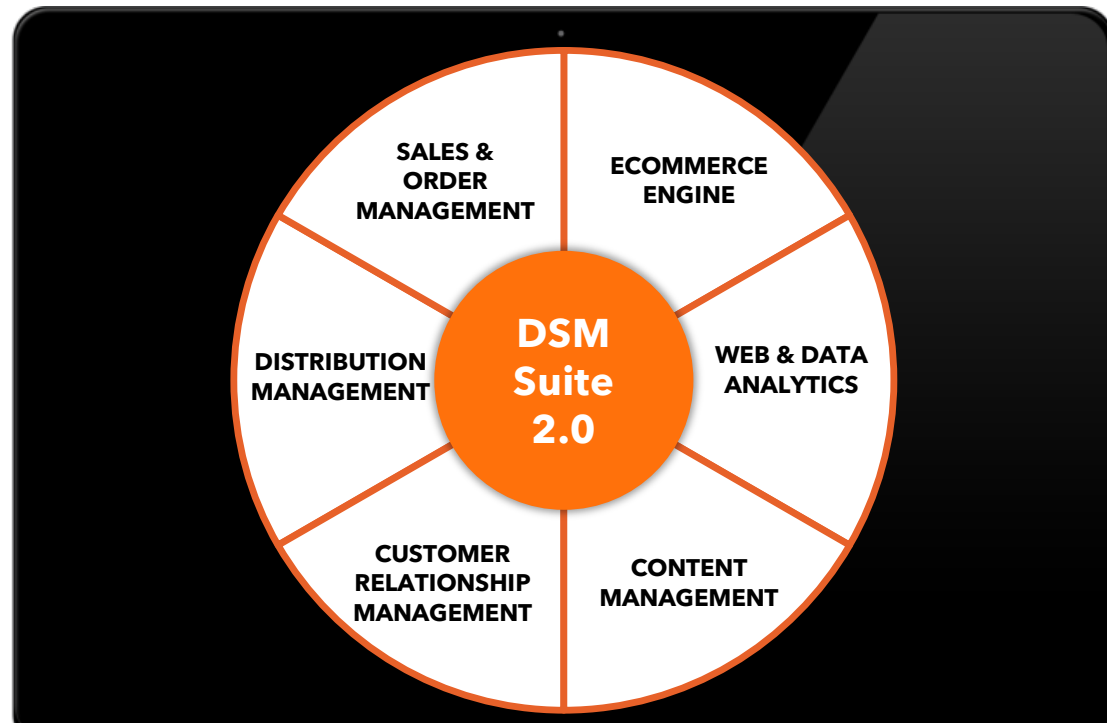 SALES &
ORDER
MANAGEMENT
ECOMMERCE
ENGINE
DISTRIBUTION
MANAGEMENT
DSM
Suite
2.0
WEB & DATA
ANALYTICS
CUSTOMER
RELATIONSHIP
MANAGEMENT
CONTENT
MANAGEMENT